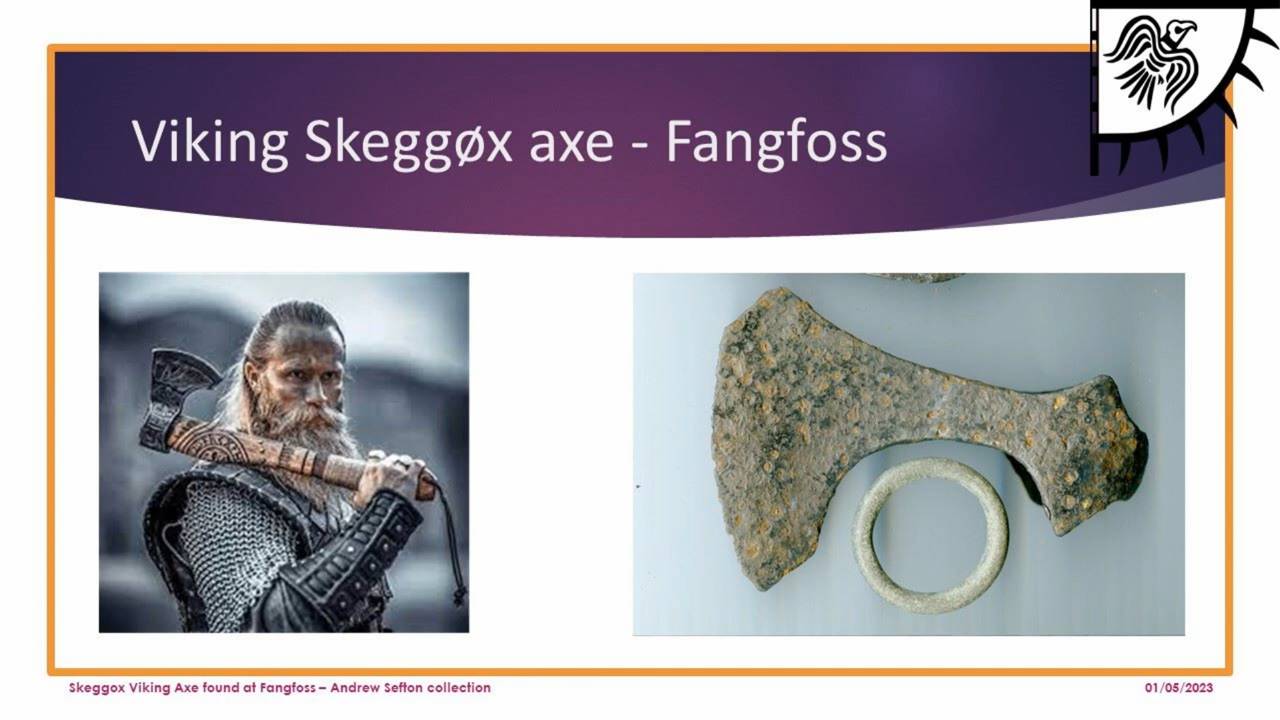 Viking Skeggøx axe - Fangfoss
Skeggox Viking Axe found at Fangfoss – Andrew Sefton collection
01/05/2023